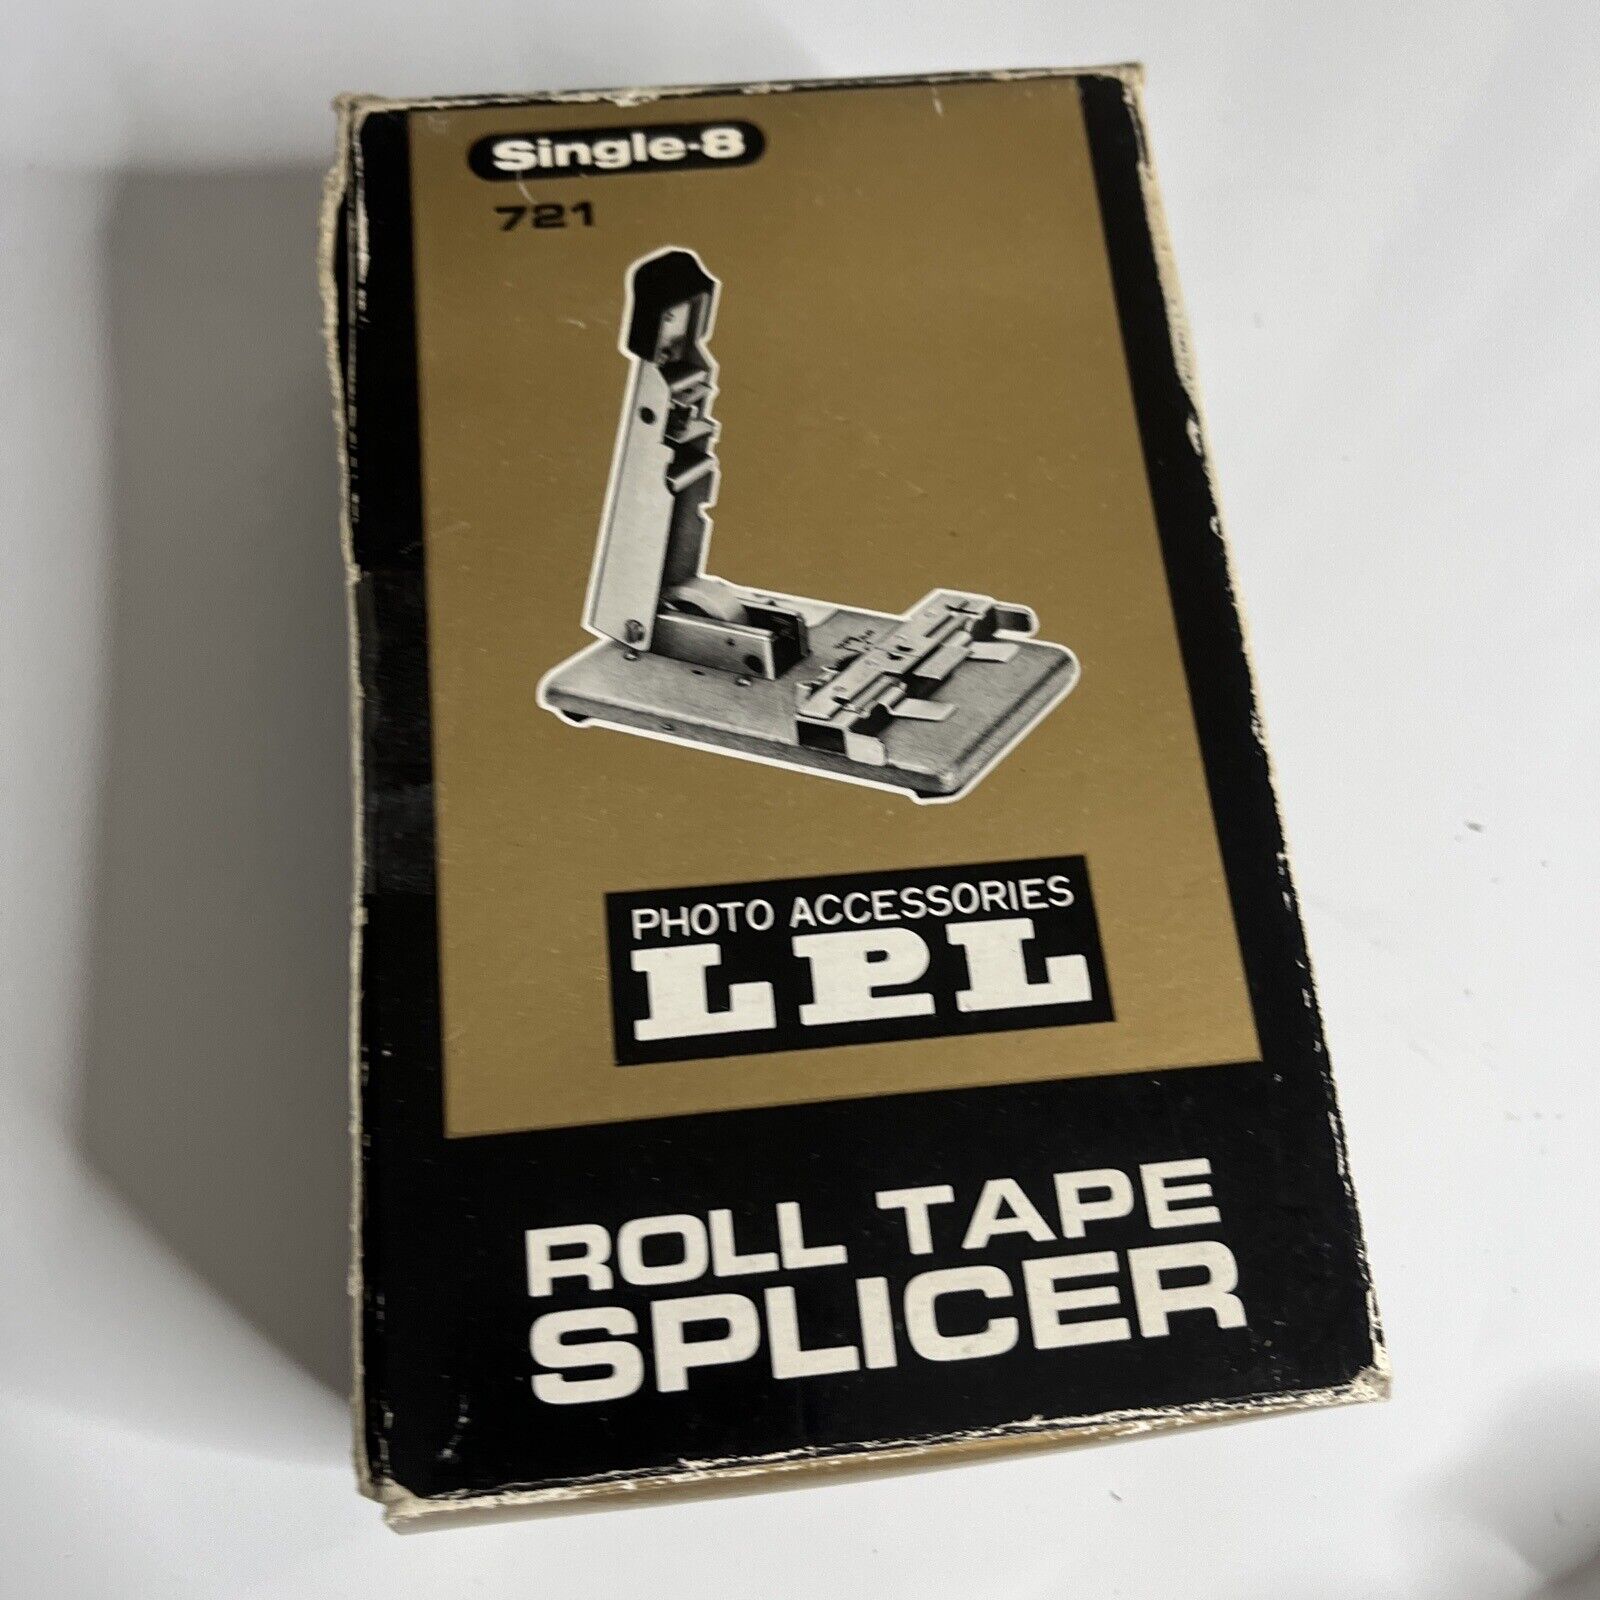 Single-8
721
PHOTO ACCESSORIES
LPL
ROLL TAPE
SPLICER